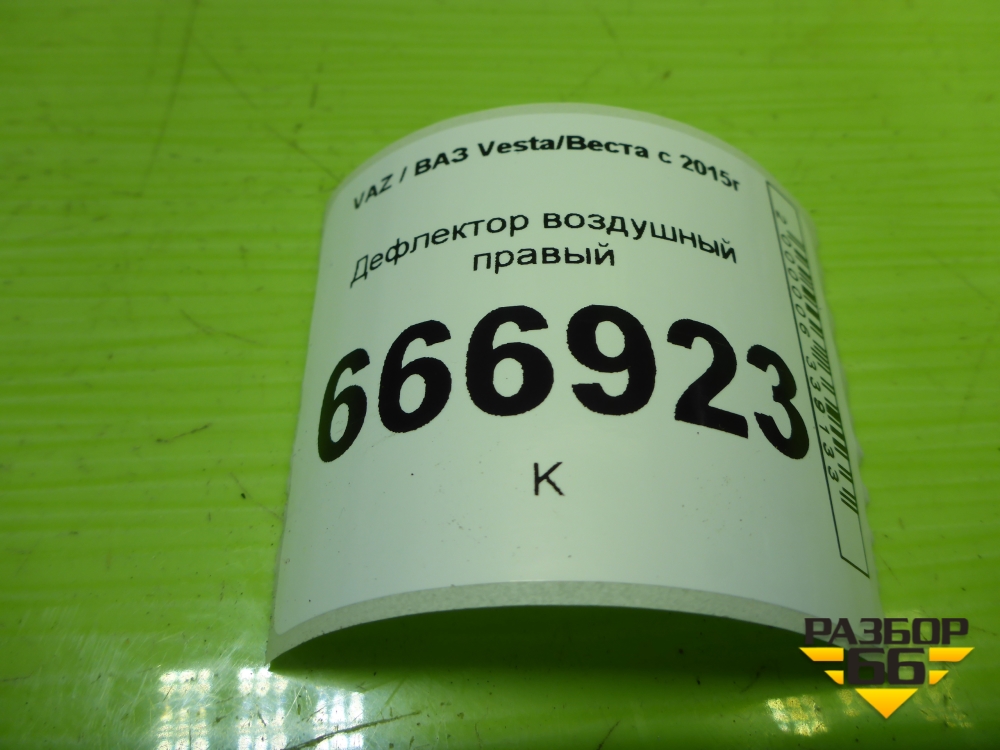 VAZ / ВАЗ Vesta/Веста с 2015г
Дефлектор воздушный
правый
666923
К
РАЗБОР
66